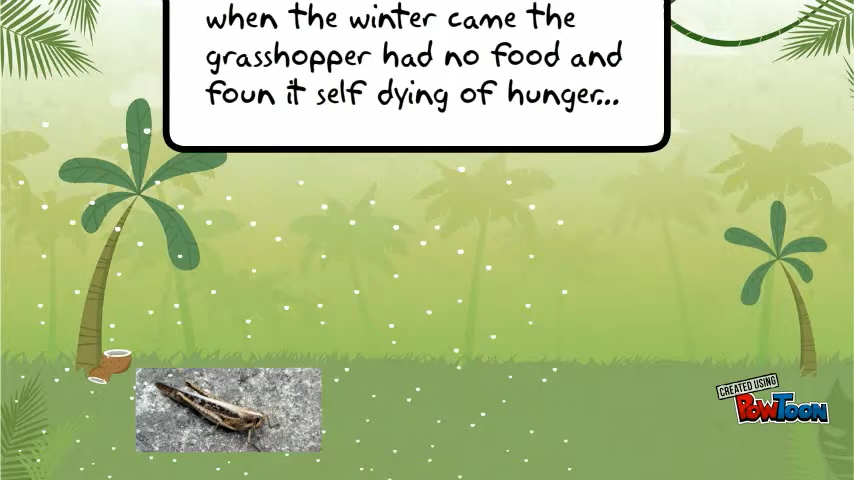 when the winter came the
grasshopper had no food and
foun it self dying of hunger...
CREATED USING
POWTOON